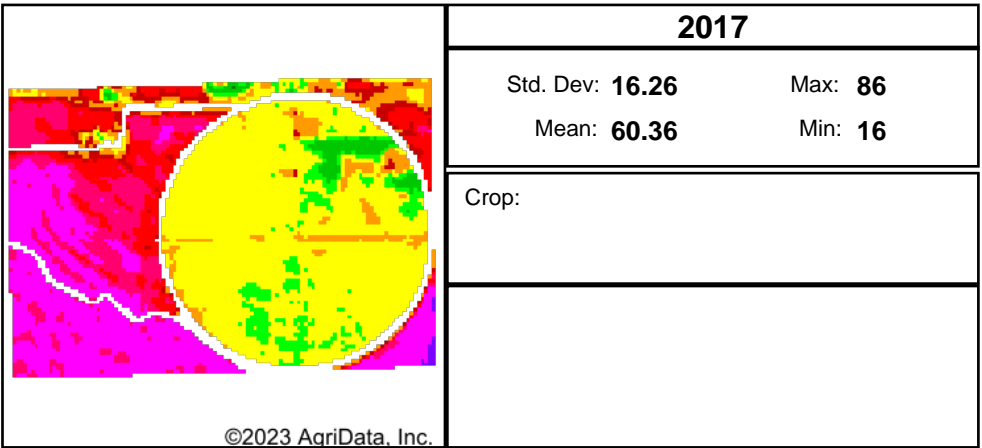 2017
Std. Dev: 16.26 Max: 86
Mean: 60.36 Min: 16
Crop:
©2023 AgriData, Inc.